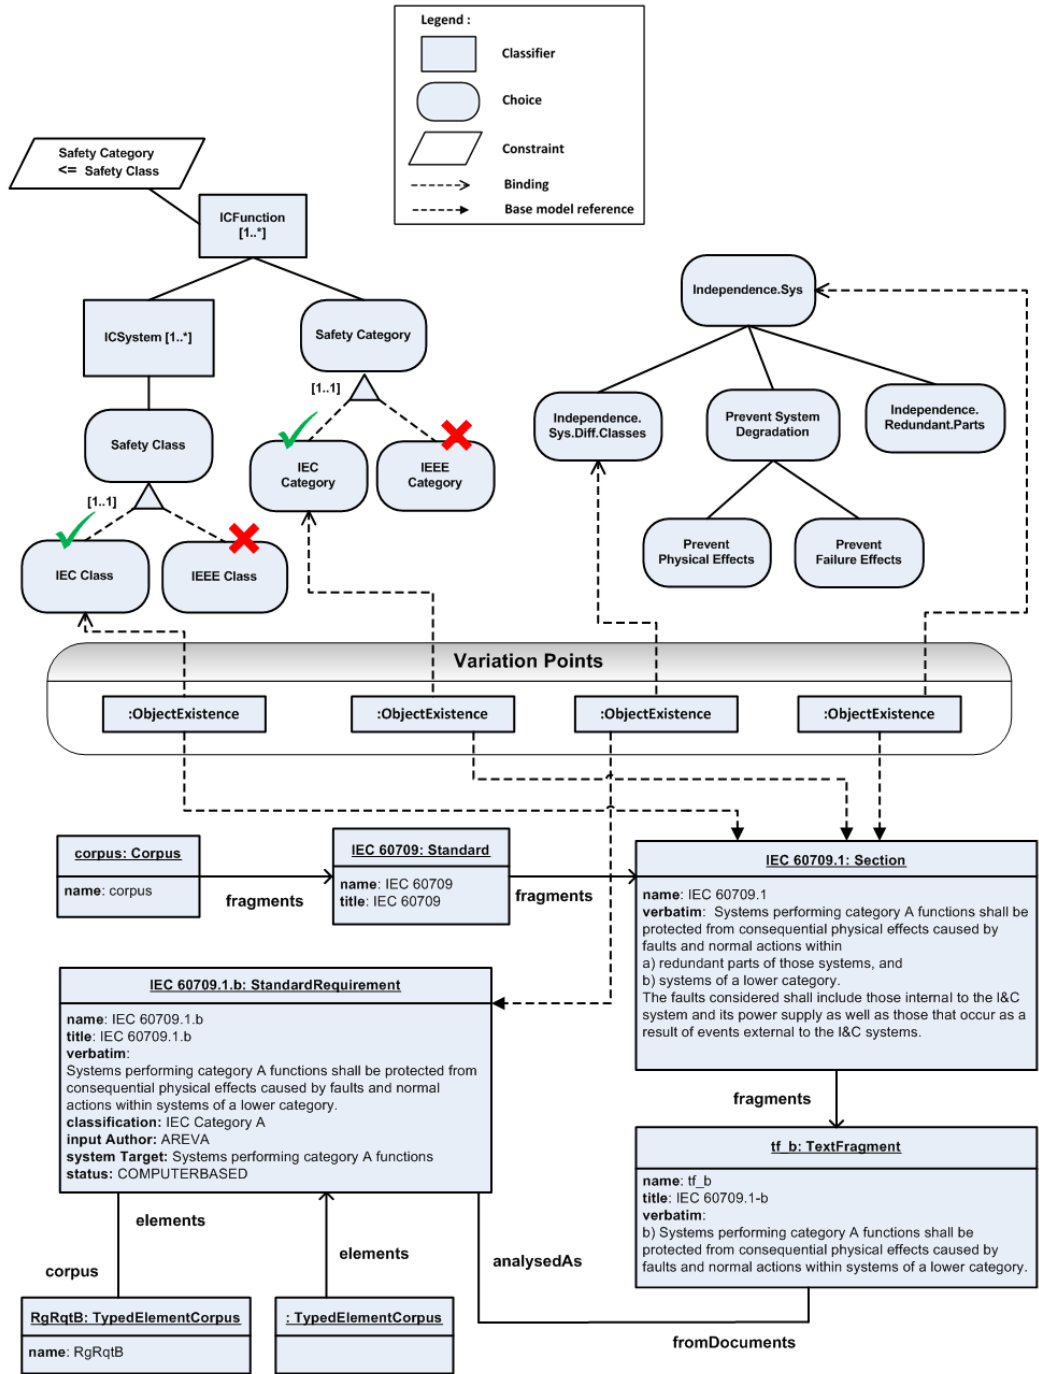 Legend :
Classifier
Choice
Constraint
Binding
Base model reference
Safety Category
<= Safety Class
ICFunction
[1..*]
ICSystem [1..*]
Safety Category
[1..1]
Safety Class
IEC
Category
IEEE
Category
[1..1]
IEC Class
IEEE Class
Independence.Sys
Independence.
Sys.Diff.Classes
Prevent System
Degradation
Independence.
Redundant.Parts
Prevent
Physical Effects
Prevent
Failure Effects
Variation Points
:ObjectExistence
:ObjectExistence
:ObjectExistence
:ObjectExistence
corpus: Corpus
name: corpus
fragments
IEC 60709: Standard
name: IEC 60709
title: IEC 60709
fragments
IEC 60709.1: Section
name: IEC 60709.1
verbatim: Systems performing category A functions shall be
protected from consequential physical effects caused by
faults and normal actions within
a) redundant parts of those systems, and
b) systems of a lower category.
The faults considered shall include those internal to the I&C
system and its power supply as well as those that occur as a
result of events external to the I&C systems.
IEC 60709.1.b: StandardRequirement
name: IEC 60709.1.b
title: IEC 60709.1.b
verbatim:
Systems performing category A functions shall be protected from
consequential physical effects caused by faults and normal
actions within systems of a lower category.
classification: IEC Category A
input Author: AREVA
system Target: Systems performing category A functions
status: COMPUTERBASED
fragments
tf_b: TextFragment
name: tf_b
title: IEC 60709.1-b
verbatim:
b) Systems performing category A functions shall be
protected from consequential physical effects caused by
faults and normal actions within systems of a lower category.
elements
elements
analysedAs
corpus
RgRqtB: TypedElementCorpus
name: RgRqtB
: TypedElementCorpus
fromDocuments